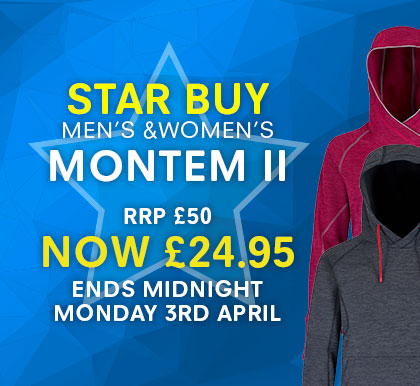 STAR BUY
MEN'S &WOMEN'S
MONTEM II
RRP £50
NOW £24.95
ENDS MIDNIGHT
MONDAY 3RD APRIL